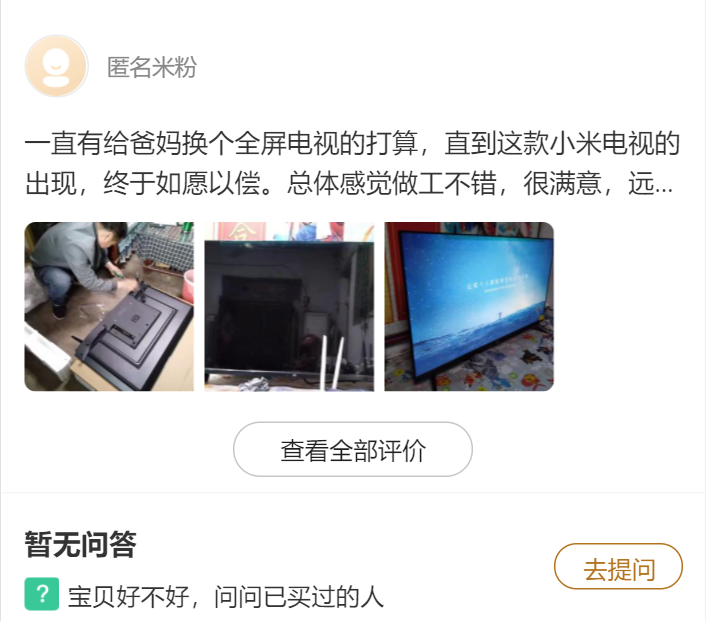 匿名米粉
一直有给爸妈换个全屏电视的打算，直到这款小米电视的
出现，终于如愿以偿。总体感觉做工不错，很满意，远...
合
查看全部评价
暂无问答
去提问
? 宝贝好不好，问问已买过的人